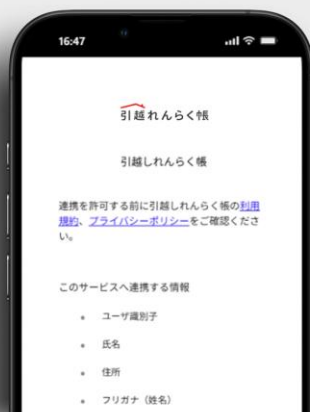 16:47
引越れんらく帳
引越しれんらく帳
連携を許可する前に引越しれんらく帳の利用
規約、プライバシーポリシーをご確認くださ
い。
このサービスへ連携する情報
ユーザ識別子
氏名
住所
フリガナ（姓名）